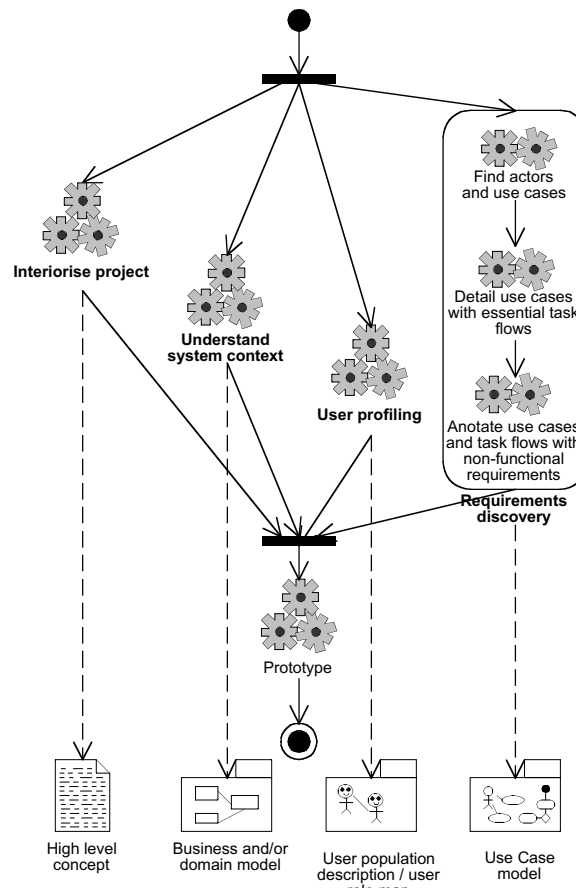 Find actors
and use cases
Interiorise project
Detail use cases
with essential task
flows
Understand
system context
User profiling
Anotate use cases
and task flows with
non-functional
requirements
Requirements
discovery
Prototype
High level
concept
Business and/or
domain model
User population
description / user
role map
Use Case
model